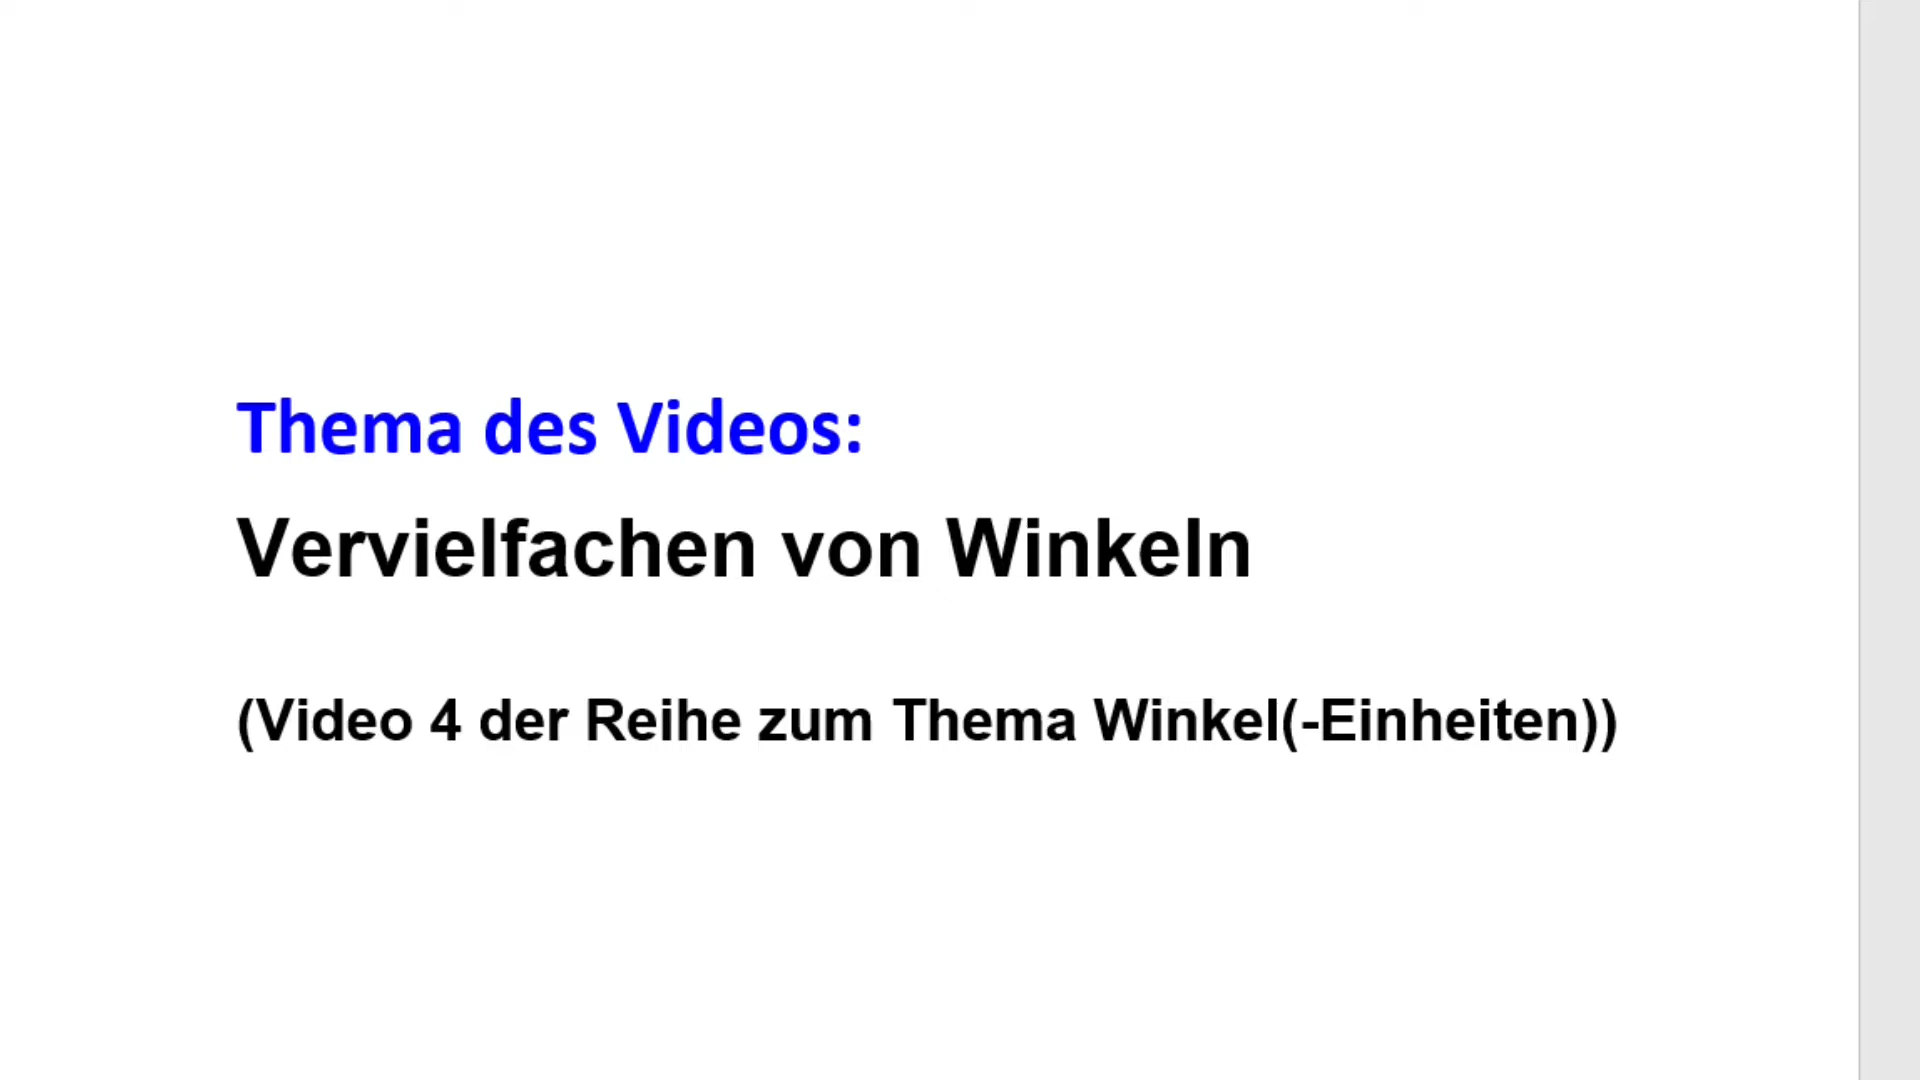 Thema des Videos:
Vervielfachen von Winkeln
(Video 4 der Reihe zum Thema Winkel(-Einheiten))